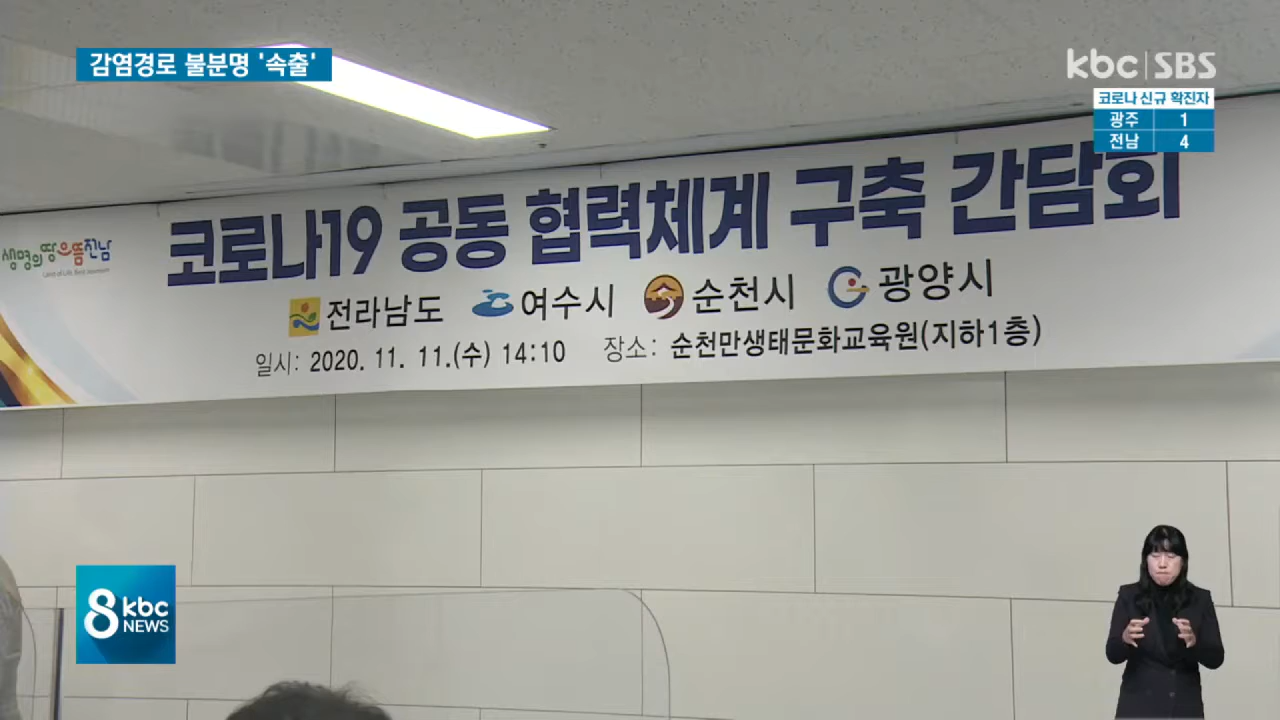 감염경로 불분명 '속출'
kbc SBS
코로나 신규 확진자
광주 1
전남 4
생명의땅 으뜸전남
코로나19 공동 협력체계 구축 간담회
전라남도 여수시 순천시 광양시
일시: 2020. 11. 11.(수) 14:10 장소: 순천만생태문화교육원(지하1층)
8 kbc NEWS